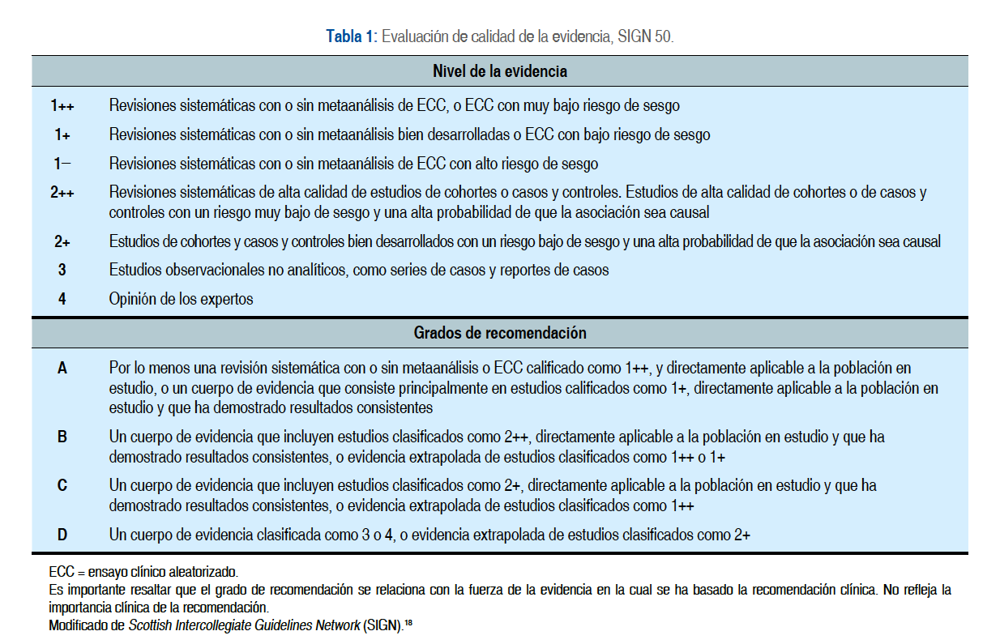 Tabla 1: Evaluación de calidad de la evidencia, SIGN 50.
Nivel de la evidencia
1++ Revisiones sistemáticas con o sin metaanálisis de ECC, o ECC con muy bajo riesgo de sesgo
1+ Revisiones sistemáticas con o sin metaanálisis bien desarrolladas o ECC con bajo riesgo de sesgo
1– Revisiones sistemáticas con o sin metaanálisis de ECC con alto riesgo de sesgo
2++ Revisiones sistemáticas de alta calidad de estudios de cohortes o casos y controles. Estudios de alta calidad de cohortes o de casos y
controles con un riesgo muy bajo de sesgo y una alta probabilidad de que la asociación sea causal
2+ Estudios de cohortes y casos y controles bien desarrollados con un riesgo bajo de sesgo y una alta probabilidad de que la asociación sea causal
3 Estudios observacionales no analíticos, como series de casos y reportes de casos
4 Opinión de los expertos
Grados de recomendación
A Por lo menos una revisión sistemática con o sin metaanálisis o ECC calificado como 1++, y directamente aplicable a la población en
estudio, o un cuerpo de evidencia que consiste principalmente en estudios calificados como 1+, directamente aplicable a la población en
estudio y que ha demostrado resultados consistentes
B Un cuerpo de evidencia que incluyen estudios clasificados como 2++, directamente aplicable a la población en estudio y que ha
demostrado resultados consistentes, o evidencia extrapolada de estudios clasificados como 1++ o 1+
C Un cuerpo de evidencia que incluyen estudios clasificados como 2+, directamente aplicable a la población en estudio y que ha
demostrado resultados consistentes, o evidencia extrapolada de estudios clasificados como 1++
D Un cuerpo de evidencia clasificada como 3 o 4, o evidencia extrapolada de estudios clasificados como 2+
ECC = ensayo clínico aleatorizado.
Es importante resaltar que el grado de recomendación se relaciona con la fuerza de la evidencia en la cual se ha basado la recomendación clínica. No refleja la
importancia clínica de la recomendación.
Modificado de Scottish Intercollegiate Guidelines Network (SIGN).¹⁸